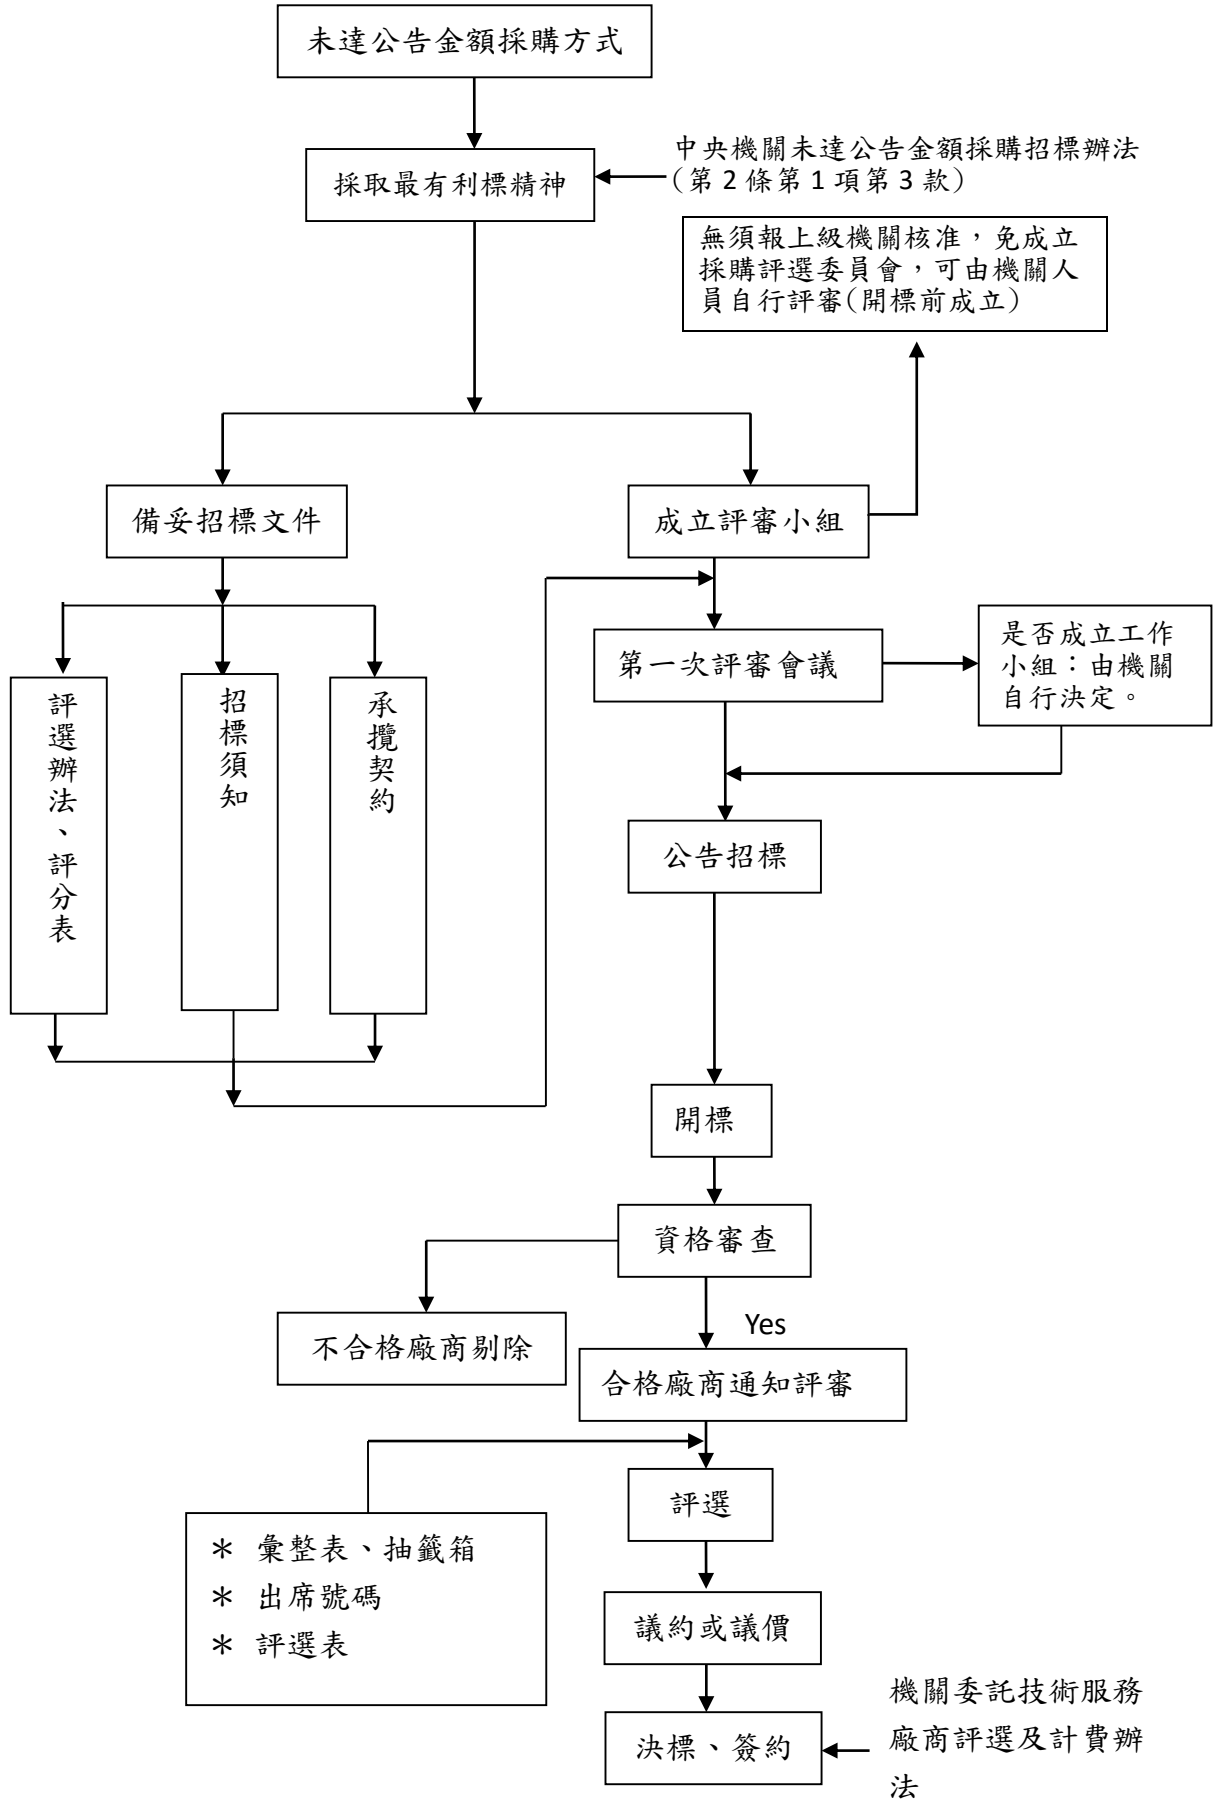 未達公告金額採購方式
採取最有利標精神
中央機關未達公告金額採購招標辦法
(第2條第1項第3款)
無須報上級機關核准，免成立
採購評選委員會，可由機關人
員自行評審(開標前成立)
備妥招標文件
成立評審小組
第一次評審會議
是否成立工作
小組：由機關
自行決定。
評選辦法、評分表
招標須知
承攬契約
公告招標
開標
資格審查
不合格廠商剔除
Yes
合格廠商通知評審
評選
＊ 彙整表、抽籤箱
＊ 出席號碼
＊ 評選表
議約或議價
決標、簽約
機關委託技術服務
廠商評選及計費辦
法